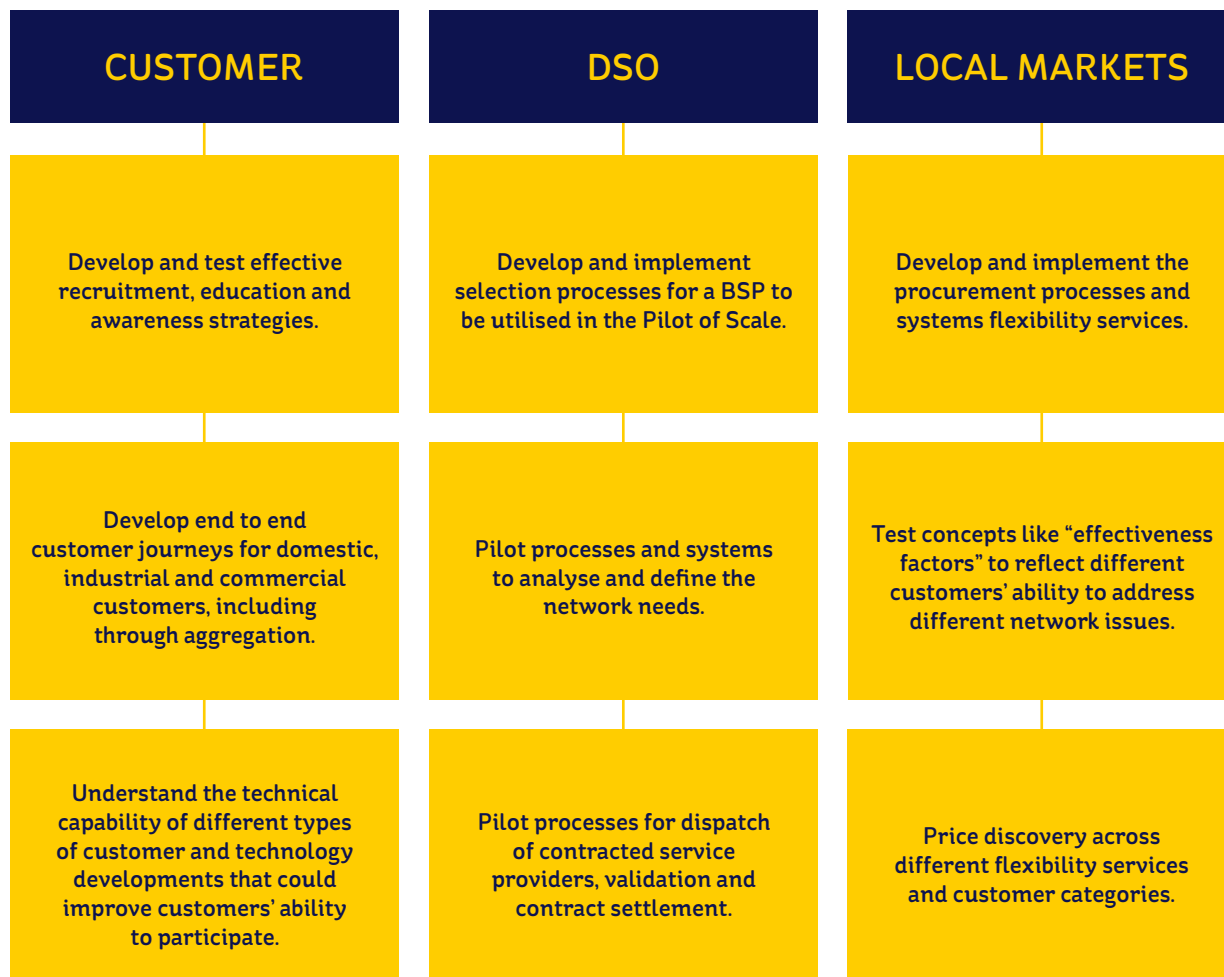 CUSTOMER
Develop and test effective
recruitment, education and
awareness strategies.
Develop end to end
customer journeys for domestic,
industrial and commercial
customers, including
through aggregation.
Understand the technical
capability of different types
of customer and technology
developments that could
improve customers’ ability
to participate.
DSO
Develop and implement
selection processes for a BSP to
be utilised in the Pilot of Scale.
Pilot processes and systems
to analyse and define the
network needs.
Pilot processes for dispatch
of contracted service
providers, validation and
contract settlement.
LOCAL MARKETS
Develop and implement the
procurement processes and
systems flexibility services.
Test concepts like “effectiveness
factors” to reflect different
customers’ ability to address
different network issues.
Price discovery across
different flexibility services
and customer categories.